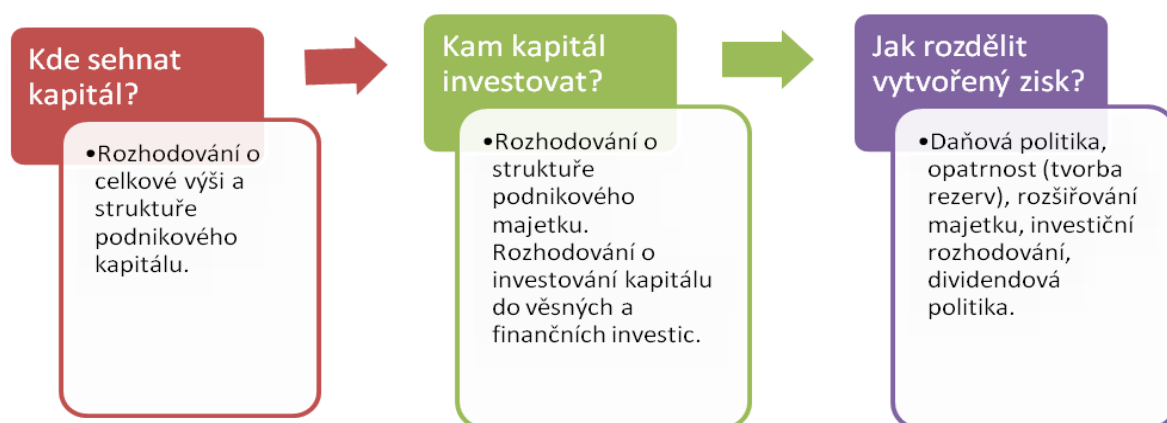 Kde sehnat
kapitál?
•Rozhodování o
celkové výši a
struktuře
podnikového
kapitálu.
Kam kapitál
investovat?
•Rozhodování o
struktuře
podnikového
majetku.
Rozhodování o
investování kapitálu
do věsných a
finančních investic.
Jak rozdělit
vytvořený zisk?
•Daňová politika,
opatrnost (tvorba
rezerv), rozšiřování
majetku, investiční
rozhodování,
dividendová
politika.